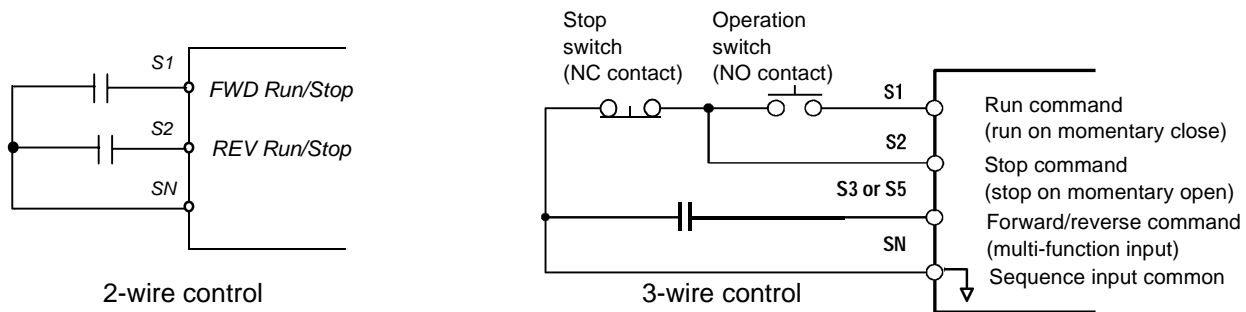 S1
FWD Run/Stop
S2
REV Run/Stop
SN
2-wire control
Stop
switch
(NC contact)
Operation
switch
(NO contact)
S1
Run command
(run on momentary close)
S2
Stop command
(stop on momentary open)
S3 or S5
Forward/reverse command
(multi-function input)
SN
Sequence input common
3-wire control